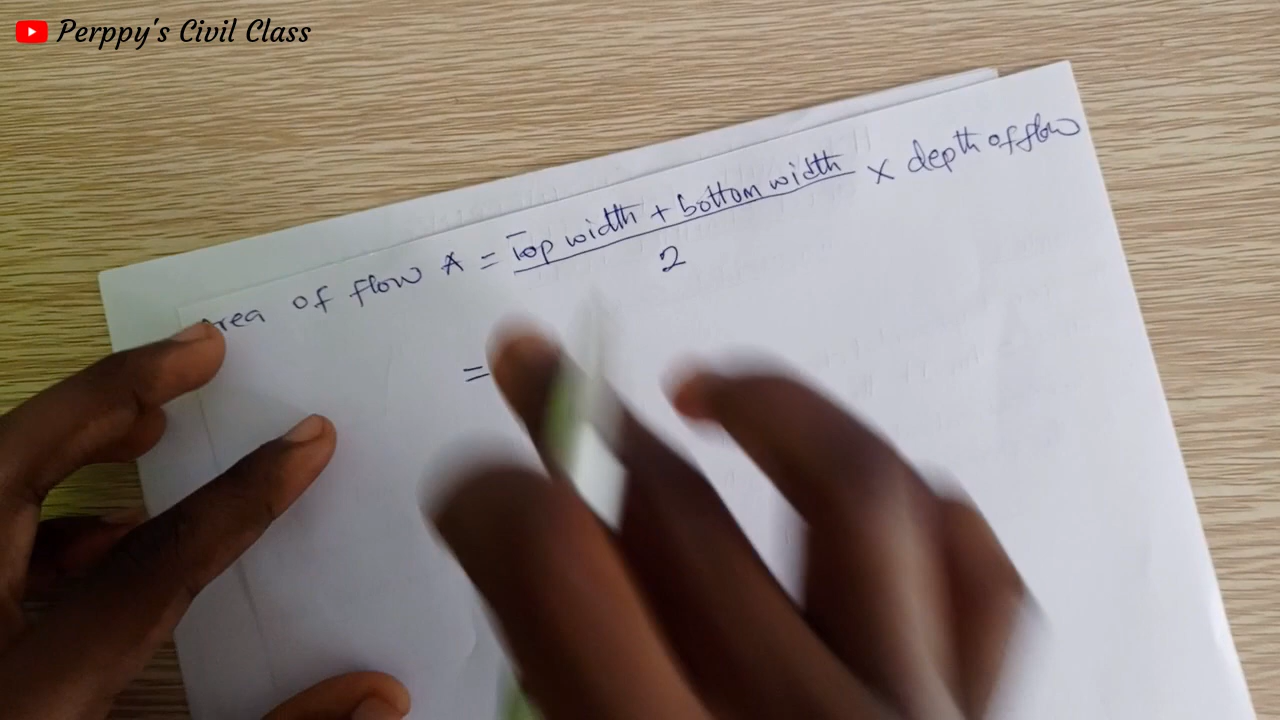 Perppy's Civil Class
Area of flow A = Top width + bottom width / 2 × depth of flow
=